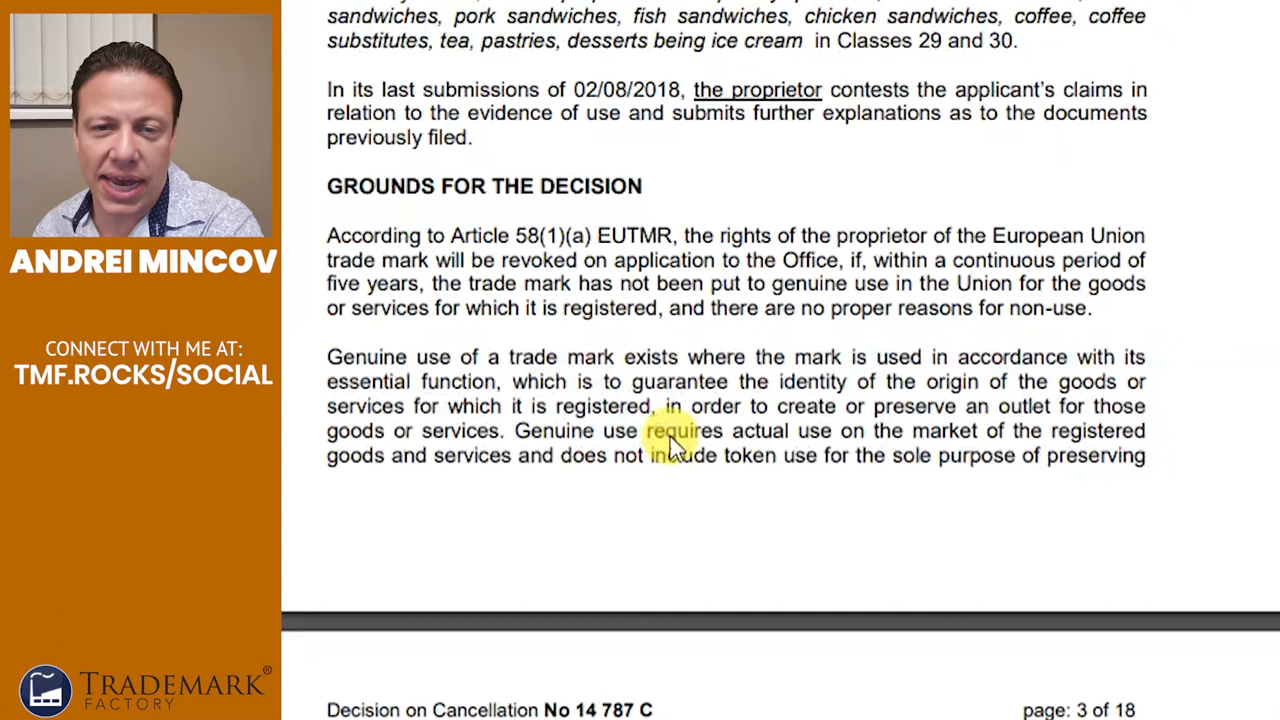 sandwiches, pork sandwiches, fish sandwiches, chicken sandwiches, coffee, coffee
substitutes, tea, pastries, desserts being ice cream in Classes 29 and 30.
In its last submissions of 02/08/2018, the proprietor contests the applicant's claims in
relation to the evidence of use and submits further explanations as to the documents
previously filed.
GROUNDS FOR THE DECISION
According to Article 58(1)(a) EUTMR, the rights of the proprietor of the European Union
trade mark will be revoked on application to the Office, if, within a continuous period of
five years, the trade mark has not been put to genuine use in the Union for the goods
or services for which it is registered, and there are no proper reasons for non-use.
Genuine use of a trade mark exists where the mark is used in accordance with its
essential function, which is to guarantee the identity of the origin of the goods or
services for which it is registered, in order to create or preserve an outlet for those
goods or services. Genuine use requires actual use on the market of the registered
goods and services and does not include token use for the sole purpose of preserving
Decision on Cancellation No 14 787 C page: 3 of 18
ANDREI MINCOV
CONNECT WITH ME AT:
TMF.ROCKS/SOCIAL
TRADEMARK®
FACTORY